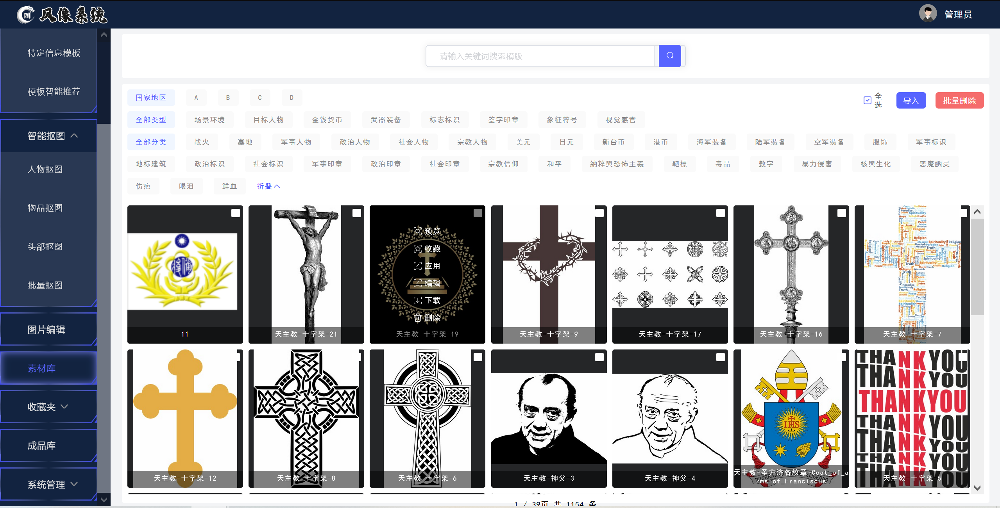 图 风像系统
管理员
特定信息模板
模板智能推荐
智能抠图
人物抠图
物品抠图
头部抠图
批量抠图
图片编辑
素材库
收藏夹
成品库
系统管理
请输入关键词搜索模版
国家地区 A B C D
全选 导入 批量删除
全部类型 场景环境 目标人物 金钱货币 武器装备 标志标识 签字印章 象征符号 视觉感官
全部分类 战火 墓地 军事人物 政治人物 社会人物 宗教人物 美元 日元 新台币 港币 海军装备 陆军装备 空军装备 服饰 军事标识
地标建筑 政治标识 社会标识 军事印章 政治印章 社会印章 宗教信仰 和平 納粹與恐怖主義 靶標 毒品 數字 暴力侵害 核與生化 恶魔幽灵
伤疤 眼泪 鲜血 折叠
预览
收藏
应用
编辑
下载
删除
11
天主教-十字架-21
天主教-十字架-19
天主教-十字架-9
天主教-十字架-17
天主教-十字架-16
天主教-十字架-7
IHS
THANK YOU
THANK YOU
THANK YOU
THANK YOU
THANK YOU
THANK YOU
THANK YOU
天主教-十字架-12
天主教-十字架-8
天主教-十字架-6
天主教-神父-3
天主教-神父-4
天主教-圣方济各纹章-Coat_of_a
rms_of_Franciscus
天主教-十字架-5
1 / 39页 共 1154 条